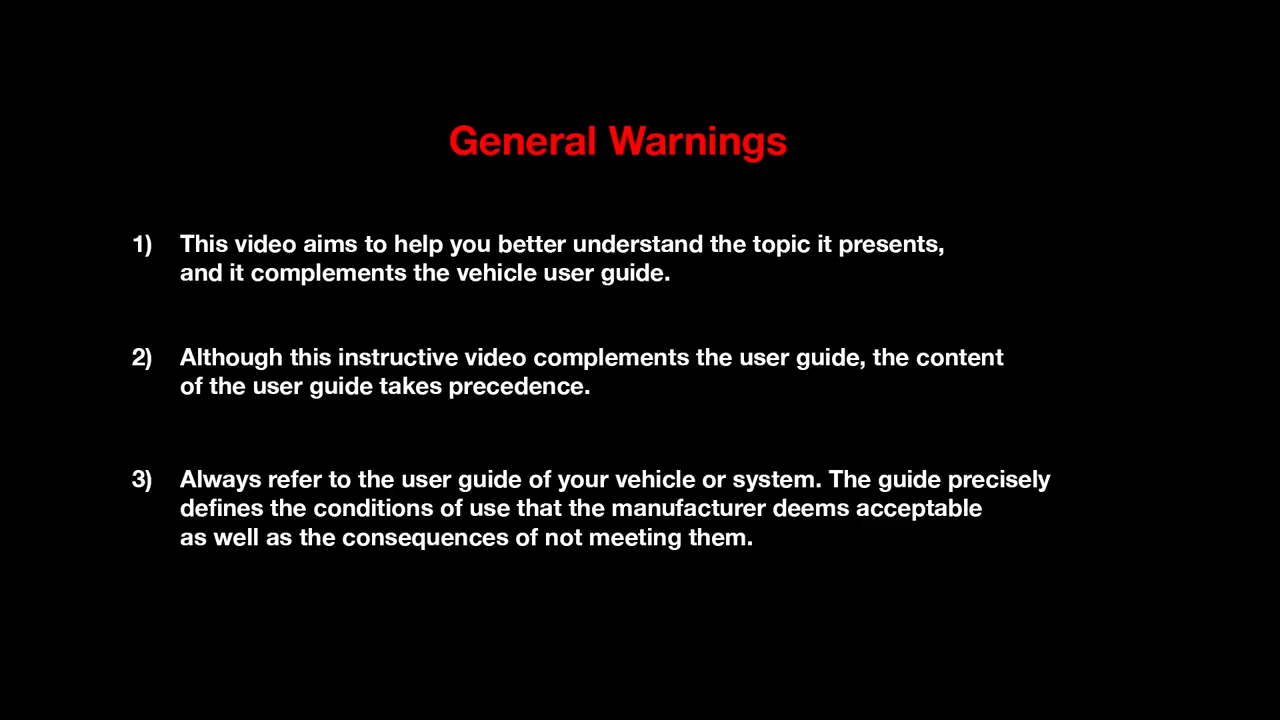 General Warnings
1) This video aims to help you better understand the topic it presents,
and it complements the vehicle user guide.
2) Although this instructive video complements the user guide, the content
of the user guide takes precedence.
3) Always refer to the user guide of your vehicle or system. The guide precisely
defines the conditions of use that the manufacturer deems acceptable
as well as the consequences of not meeting them.